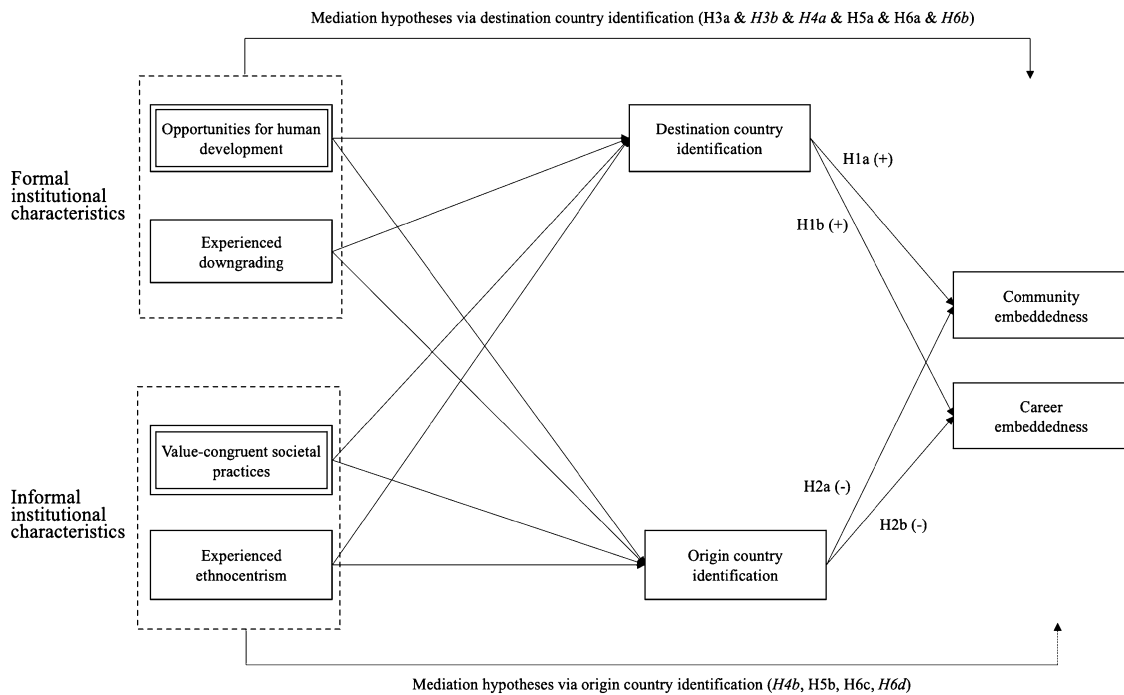 Mediation hypotheses via destination country identification (H3a & H3b & H4a & H5a & H6a & H6b)
Formal
institutional
characteristics
Opportunities for human
development
Experienced
downgrading
Destination country
identification
H1a (+)
H1b (+)
Community
embeddedness
Career
embeddedness
Informal
institutional
characteristics
Value-congruent societal
practices
Experienced
ethnocentrism
Origin country
identification
H2a (-)
H2b (-)
Mediation hypotheses via origin country identification (H4b, H5b, H6c, H6d)